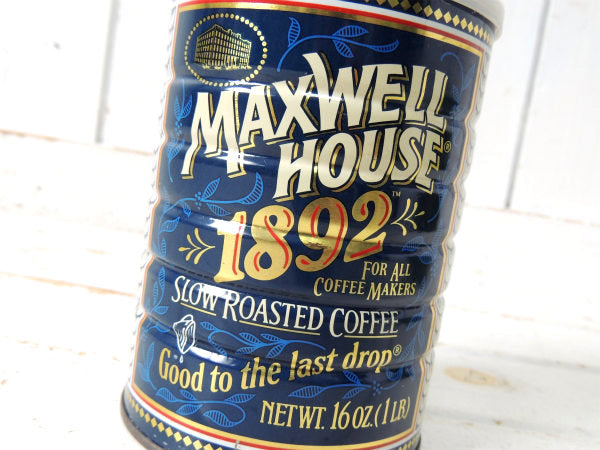 MAXWELL
HOUSE®
1892™
FOR ALL
COFFEE MAKERS
SLOW ROASTED COFFEE
Good to the last drop®
NET WT. 16 OZ. (1 LB)